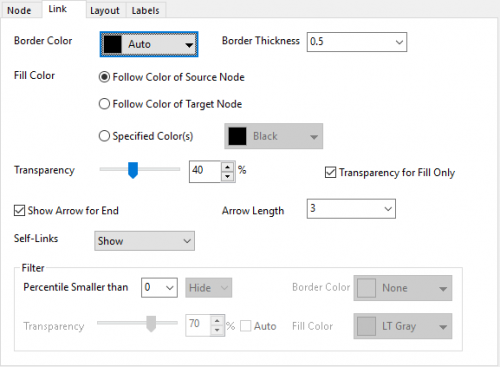 Node Link Layout Labels
Border Color Auto Border Thickness 0.5
Fill Color Follow Color of Source Node
Follow Color of Target Node
Specified Color(s) Black
Transparency 40 % Transparency for Fill Only
Show Arrow for End Arrow Length 3
Self-Links Show
Filter
Percentile Smaller than 0 Hide Border Color None
Transparency 70 % Auto Fill Color LT Gray